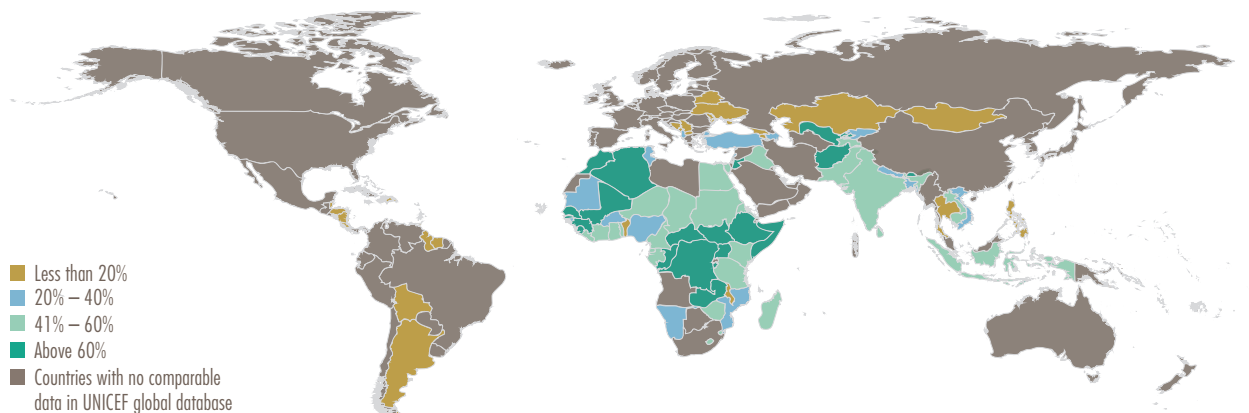 Less than 20%
20% – 40%
41% – 60%
Above 60%
Countries with no comparable
data in UNICEF global database